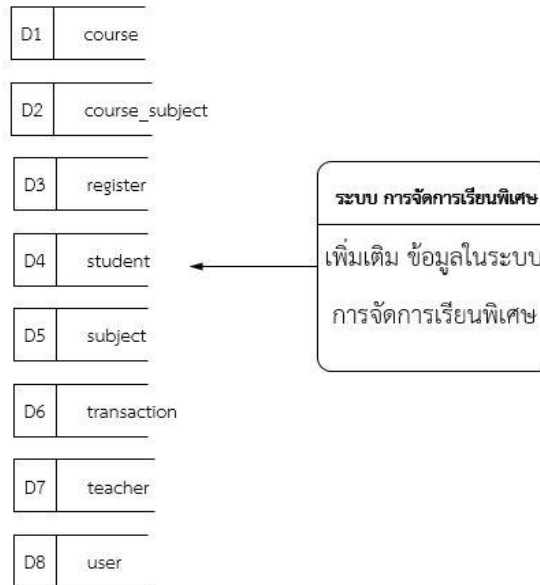 D1 course
D2 course_subject
D3 register
D4 student
D5 subject
D6 transaction
D7 teacher
D8 user
ระบบ การจัดการเรียนพิเศษ
เพิ่มเติม ข้อมูลในระบบ
การจัดการเรียนพิเศษ